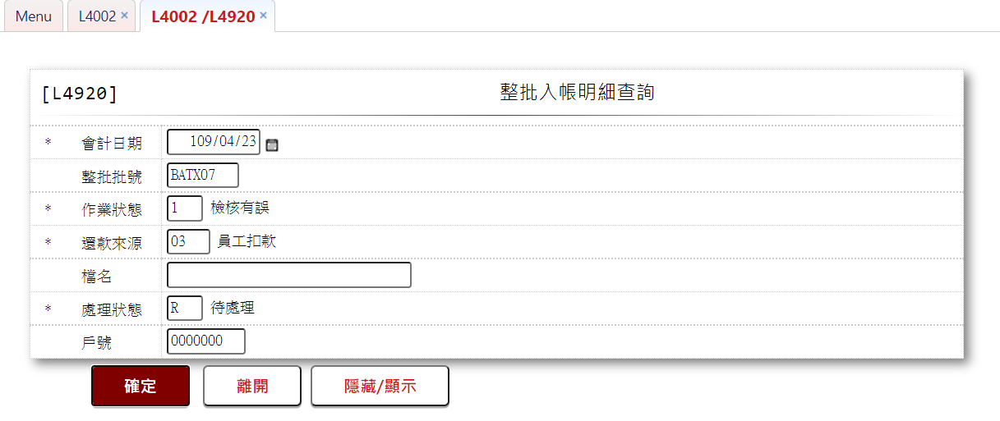 Menu L4002 × L4002 /L4920 ×
[L4920] 整批入帳明細查詢
* 會計日期 109/04/23
整批批號 BATX07
* 作業狀態 1 檢核有誤
* 還款來源 03 員工扣款
檔名
* 處理狀態 R 待處理
戶號 0000000
確定 離開 隱藏/顯示